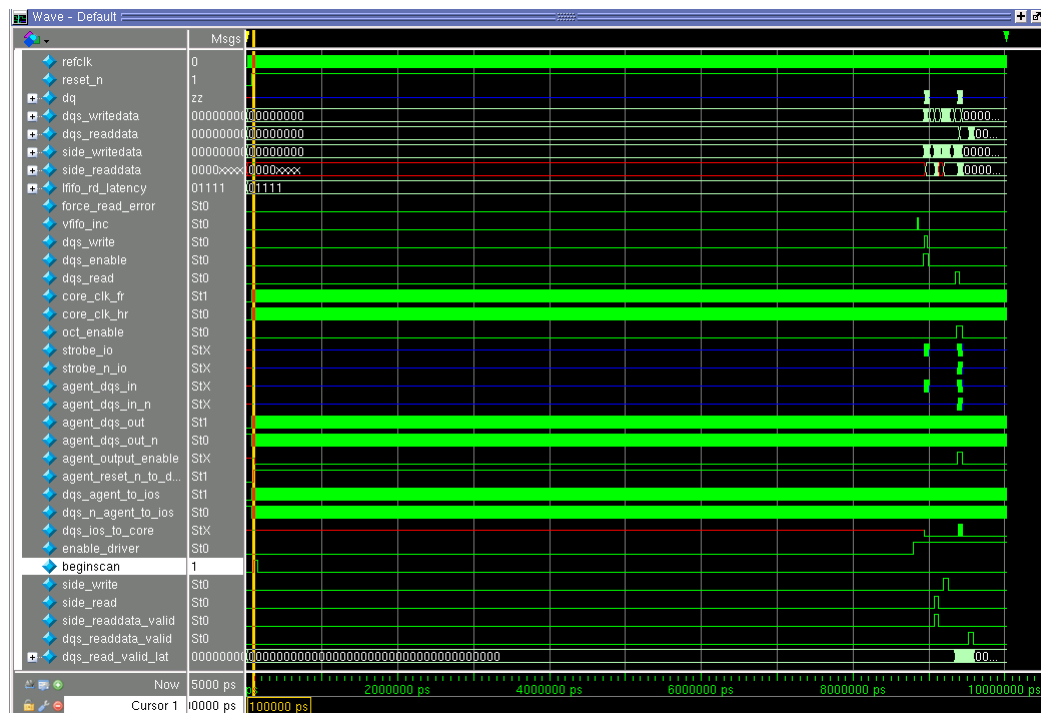 Wave - Default
Msgs
refclk 0
reset_n 1
dq zz
dqs_writedata 00000000 00000000 0000...
dqs_readdata 00000000 00000000 00...
side_writedata 00000000 00000000 0000...
side_readdata 0000xxxx 0000xxxx 0000...
lfifo_rd_latency 01111 01111
force_read_error St0
vfifo_inc St0
dqs_write St0
dqs_enable St0
dqs_read St0
core_clk_fr St1
core_clk_hr St0
oct_enable St0
strobe_io StX
strobe_n_io StX
agent_dqs_in StX
agent_dqs_in_n StX
agent_dqs_out St1
agent_dqs_out_n St0
agent_output_enable StX
agent_reset_n_to_d... St1
dqs_agent_to_ios St1
dqs_n_agent_to_ios St0
dqs_ios_to_core StX
enable_driver St0
beginscan 1
side_write St0
side_read St0
side_readdata_valid St0
dqs_readdata_valid St0
dqs_read_valid_lat 00000000 00000000000000000000000000000000 00...
Now 5000 ps ps 2000000 ps 4000000 ps 6000000 ps 8000000 ps 10000000 ps
Cursor 1 0000 ps 100000 ps